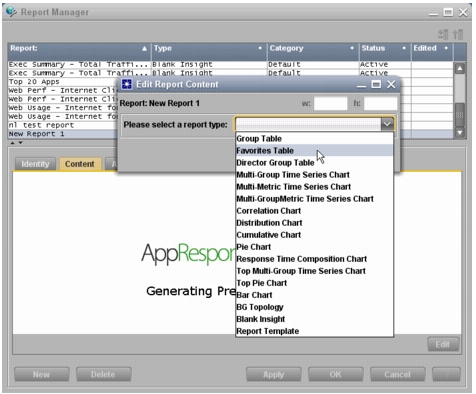 Report Manager
Report: Type Category Status Edited
Exec Summary - Total Traffi... Blank Insight Default Active
Exec Summary - Total Traffi... Blank Insight Default Active
Top 20 Apps
Web Perf - Internet Cli
Web Perf - Internet
Web Usage - Internet for
Web Usage - Internet fo
nl test report
New Report 1
Edit Report Content
Report: New Report 1 w: h:
Please select a report type:
Group Table
Favorites Table
Director Group Table
Multi-Group Time Series Chart
Multi-Metric Time Series Chart
Multi-GroupMetric Time Series Chart
Correlation Chart
Distribution Chart
Cumulative Chart
Pie Chart
Response Time Composition Chart
Top Multi-Group Time Series Chart
Top Pie Chart
Bar Chart
BG Topology
Blank Insight
Report Template
Identity Content A
AppRespon
Generating Pre
Edit
New Delete Apply OK Cancel ?